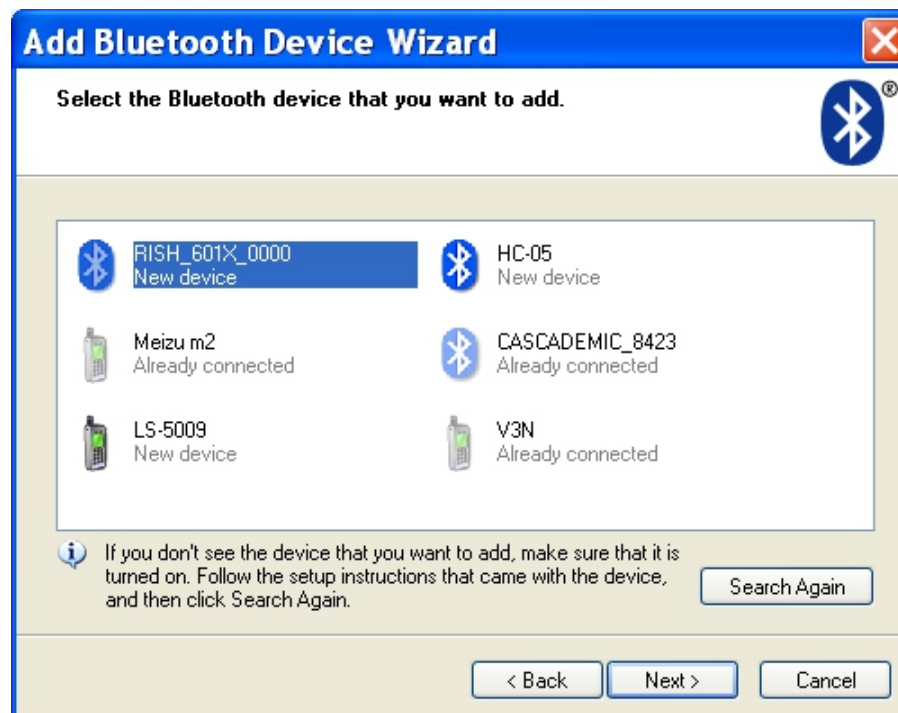 Add Bluetooth Device Wizard
Select the Bluetooth device that you want to add.
®
RISH_601X_0000
New device
HC-05
New device
Meizu m2
Already connected
CASCADEMIC_8423
Already connected
LS-5009
New device
V3N
Already connected
If you don't see the device that you want to add, make sure that it is
turned on. Follow the setup instructions that came with the device,
and then click Search Again.
Search Again
< Back
Next >
Cancel